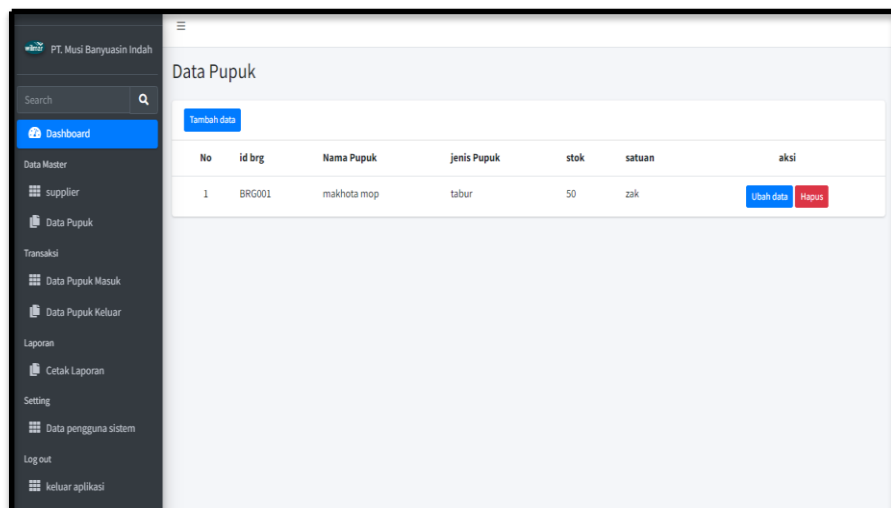 ☰
wilmar PT. Musi Banyuasin Indah
Data Pupuk
Search
Tambah data
Dashboard
No id brg Nama Pupuk jenis Pupuk stok satuan aksi
Data Master
1 BRG001 makhota mop tabur 50 zak Ubah data Hapus
supplier
Data Pupuk
Transaksi
Data Pupuk Masuk
Data Pupuk Keluar
Laporan
Cetak Laporan
Setting
Data pengguna sistem
Log out
keluar aplikasi